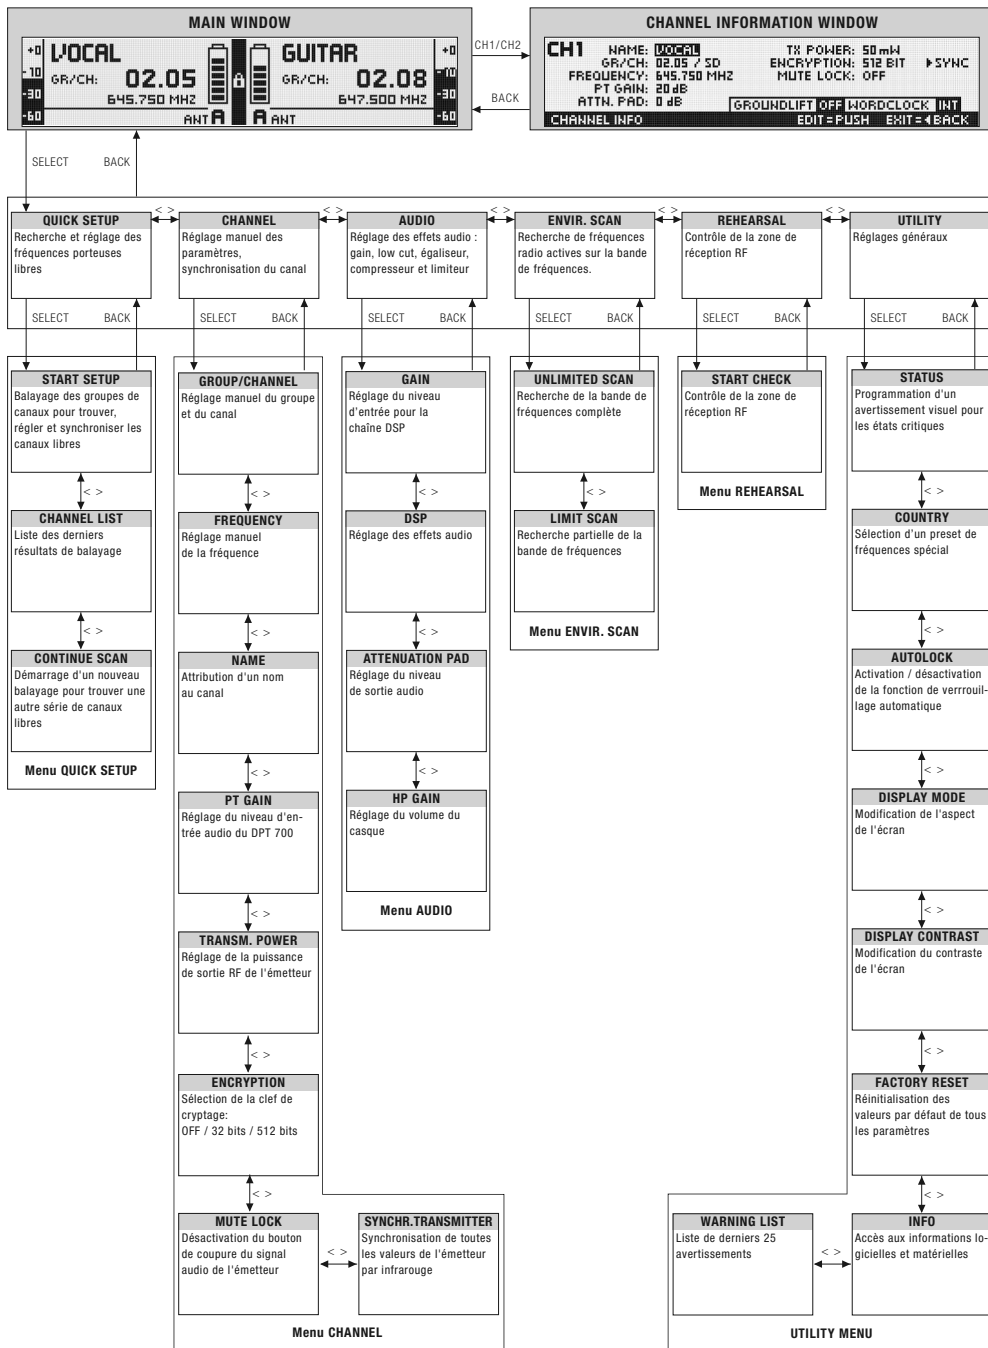 MAIN WINDOW
+0 VOCAL GUITAR +0
-10 GR/CH: 02.05 GR/CH: 02.08 -10
-30 645.750 MHZ 647.500 MHZ -30
-60 ANT A A ANT -60
CH1/CH2
BACK
CHANNEL INFORMATION WINDOW
CH1 NAME: VOCAL TX POWER: 50 mW
GR/CH: 02.05 / SD ENCRYPTION: 512 BIT ▶SYNC
FREQUENCY: 645.750 MHZ MUTE LOCK: OFF
PT GAIN: 20 dB
ATTN. PAD: 0 dB GROUNDLIFT OFF WORDCLOCK INT
CHANNEL INFO EDIT=PUSH EXIT=◀BACK
SELECT BACK
QUICK SETUP
Recherche et réglage des
fréquences porteuses
libres
< >
CHANNEL
Réglage manuel des
paramètres,
synchronisation du canal
< >
AUDIO
Réglage des effets audio :
gain, low cut, égaliseur,
compresseur et limiteur
< >
ENVIR. SCAN
Recherche de fréquences
radio actives sur la bande
de fréquences.
< >
REHEARSAL
Contrôle de la zone de
réception RF
< >
UTILITY
Réglages généraux
SELECT BACK
SELECT BACK
SELECT BACK
SELECT BACK
SELECT BACK
SELECT BACK
START SETUP
Balayage des groupes de
canaux pour trouver,
régler et synchroniser les
canaux libres
< >
CHANNEL LIST
Liste des derniers
résultats de balayage
< >
CONTINUE SCAN
Démarrage d'un nouveau
balayage pour trouver une
autre série de canaux
libres
Menu QUICK SETUP
GROUP/CHANNEL
Réglage manuel du groupe
et du canal
< >
FREQUENCY
Réglage manuel
de la fréquence
< >
NAME
Attribution d'un nom
au canal
< >
PT GAIN
Réglage du niveau d'en-
trée audio du DPT 700
< >
TRANSM. POWER
Réglage de la puissance
de sortie RF de l'émetteur
< >
ENCRYPTION
Sélection de la clef de
cryptage:
OFF / 32 bits / 512 bits
< >
MUTE LOCK
Désactivation du bouton
de coupure du signal
audio de l'émetteur
< >
SYNCHR.TRANSMITTER
Synchronisation de toutes
les valeurs de l'émetteur
par infrarouge
Menu CHANNEL
GAIN
Réglage du niveau
d'entrée pour la
chaîne DSP
< >
DSP
Réglage des effets audio
< >
ATTENUATION PAD
Réglage du niveau
de sortie audio
< >
HP GAIN
Réglage du volume du
casque
Menu AUDIO
UNLIMITED SCAN
Recherche de la bande de
fréquences complète
< >
LIMIT SCAN
Recherche partielle de la
bande de fréquences
Menu ENVIR. SCAN
START CHECK
Contrôle de la zone de
réception RF
Menu REHEARSAL
STATUS
Programmation d'un
avertissement visuel pour
les états critiques
< >
COUNTRY
Sélection d'un preset de
fréquences spécial
< >
AUTOLOCK
Activation / désactivation
de la fonction de verrrouil-
lage automatique
< >
DISPLAY MODE
Modification de l'aspect
de l'écran
< >
DISPLAY CONTRAST
Modification du contraste
de l'écran
< >
FACTORY RESET
Réinitialisation des
valeurs par défaut de tous
les paramètres
< >
WARNING LIST
Liste de derniers 25
avertissements
< >
INFO
Accès aux informations lo-
gicielles et matérielles
UTILITY MENU